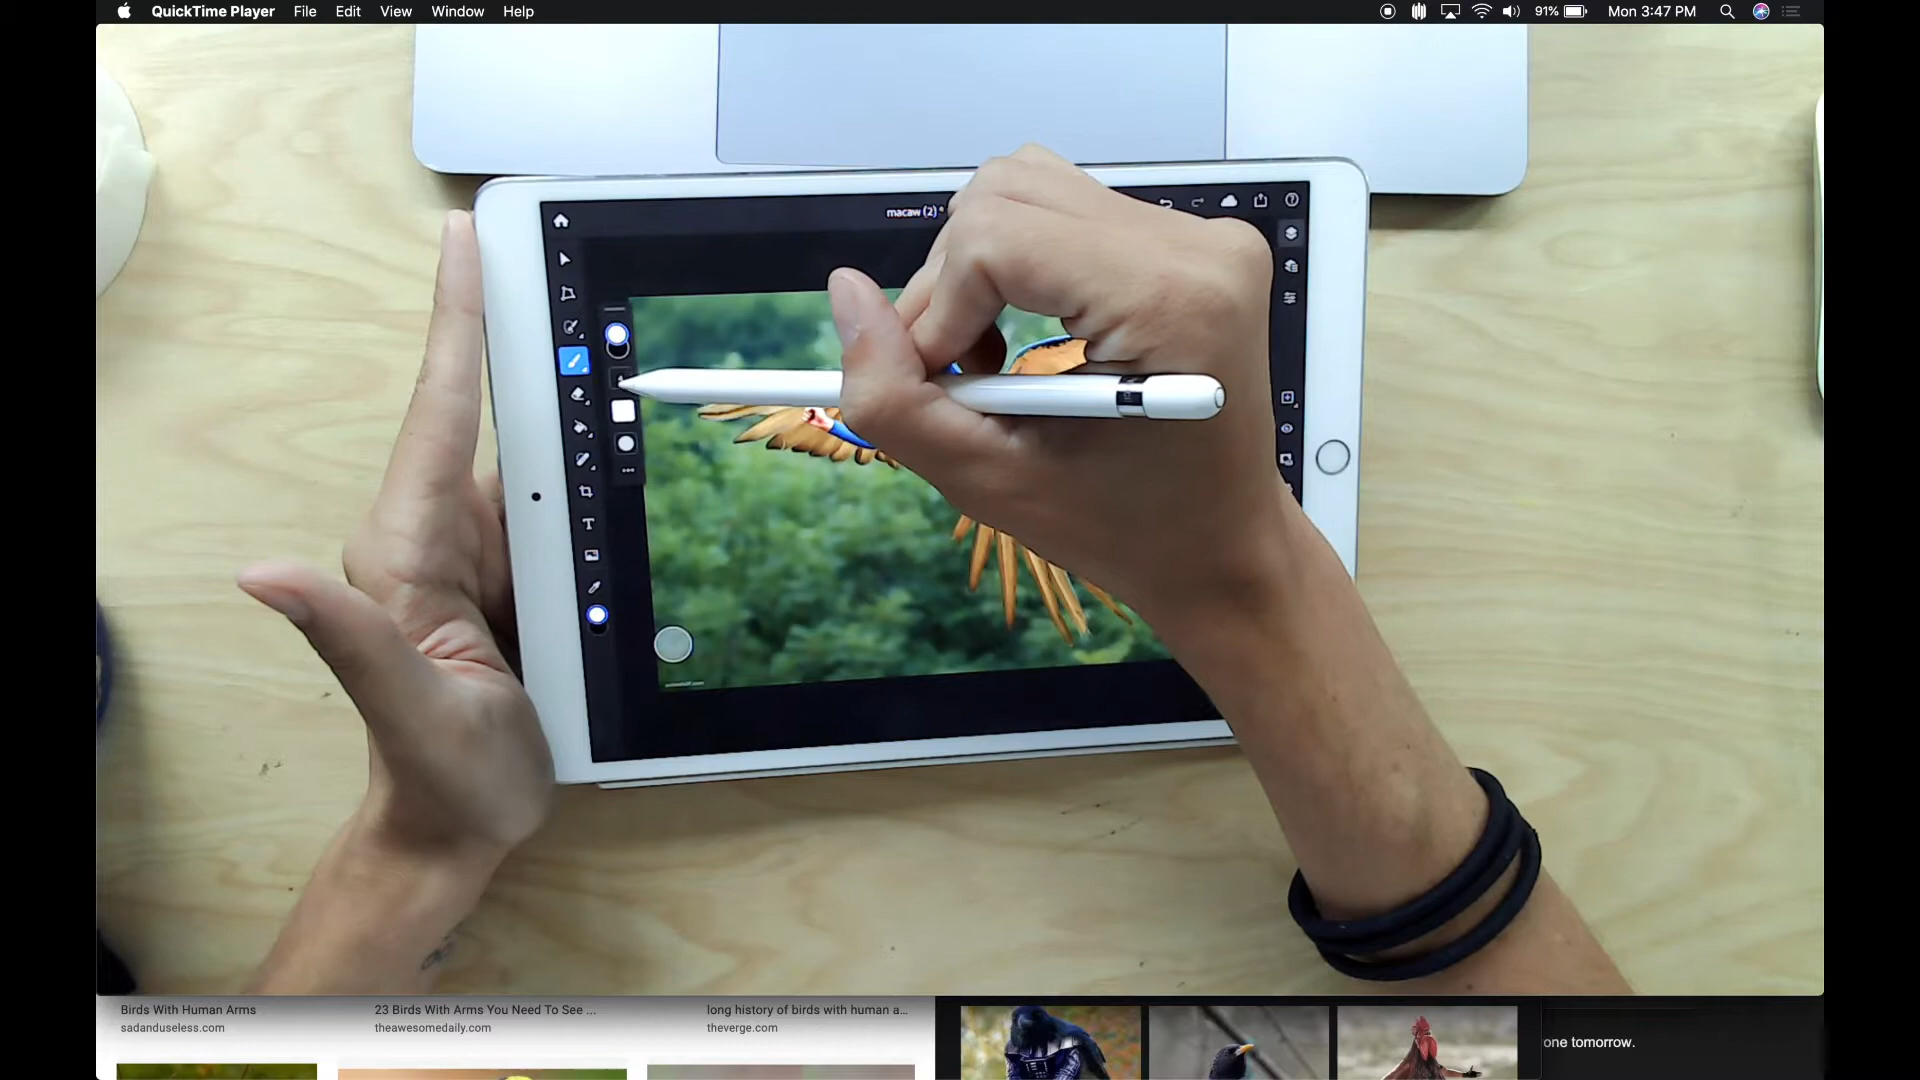 QuickTime Player File Edit View Window Help 91% Mon 3:47 PM
macaw (2)*
T
Birds With Human Arms
sadanduseless.com
23 Birds With Arms You Need To See ...
theawesomedaily.com
long history of birds with human a...
theverge.com
one tomorrow.